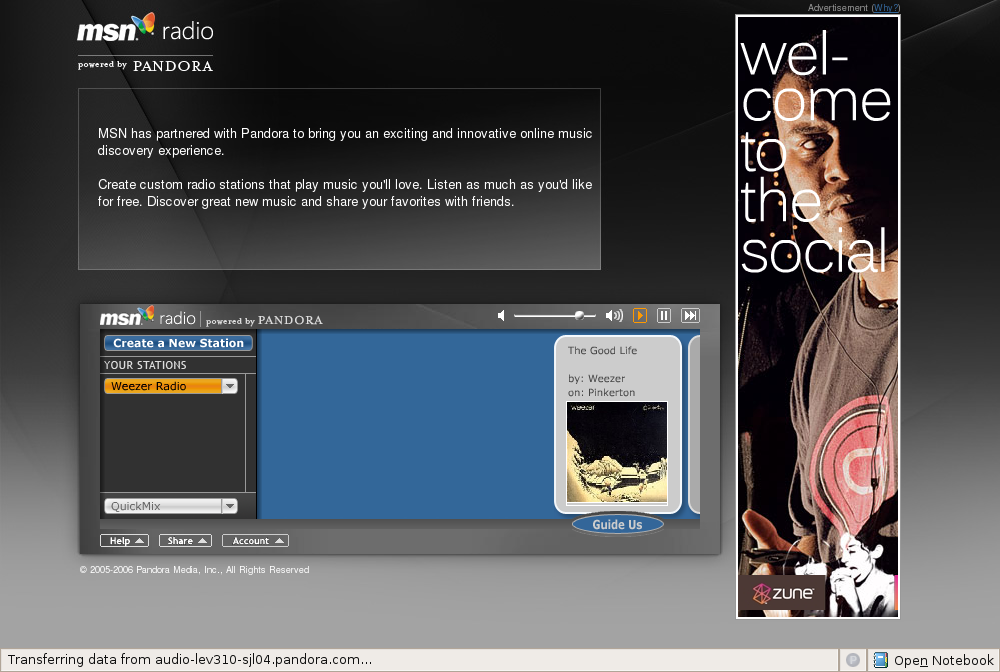 Advertisement (Why?)
msn radio
powered by PANDORA
MSN has partnered with Pandora to bring you an exciting and innovative online music
discovery experience.
Create custom radio stations that play music you'll love. Listen as much as you'd like
for free. Discover great new music and share your favorites with friends.
wel-
come
to
the
social
zune
msn radio powered by PANDORA
Create a New Station
YOUR STATIONS
Weezer Radio
QuickMix
The Good Life
by: Weezer
on: Pinkerton
weezer
Guide Us
Help
Share
Account
© 2005-2006 Pandora Media, Inc., All Rights Reserved
Transferring data from audio-lev310-sjl04.pandora.com...
Open Notebook